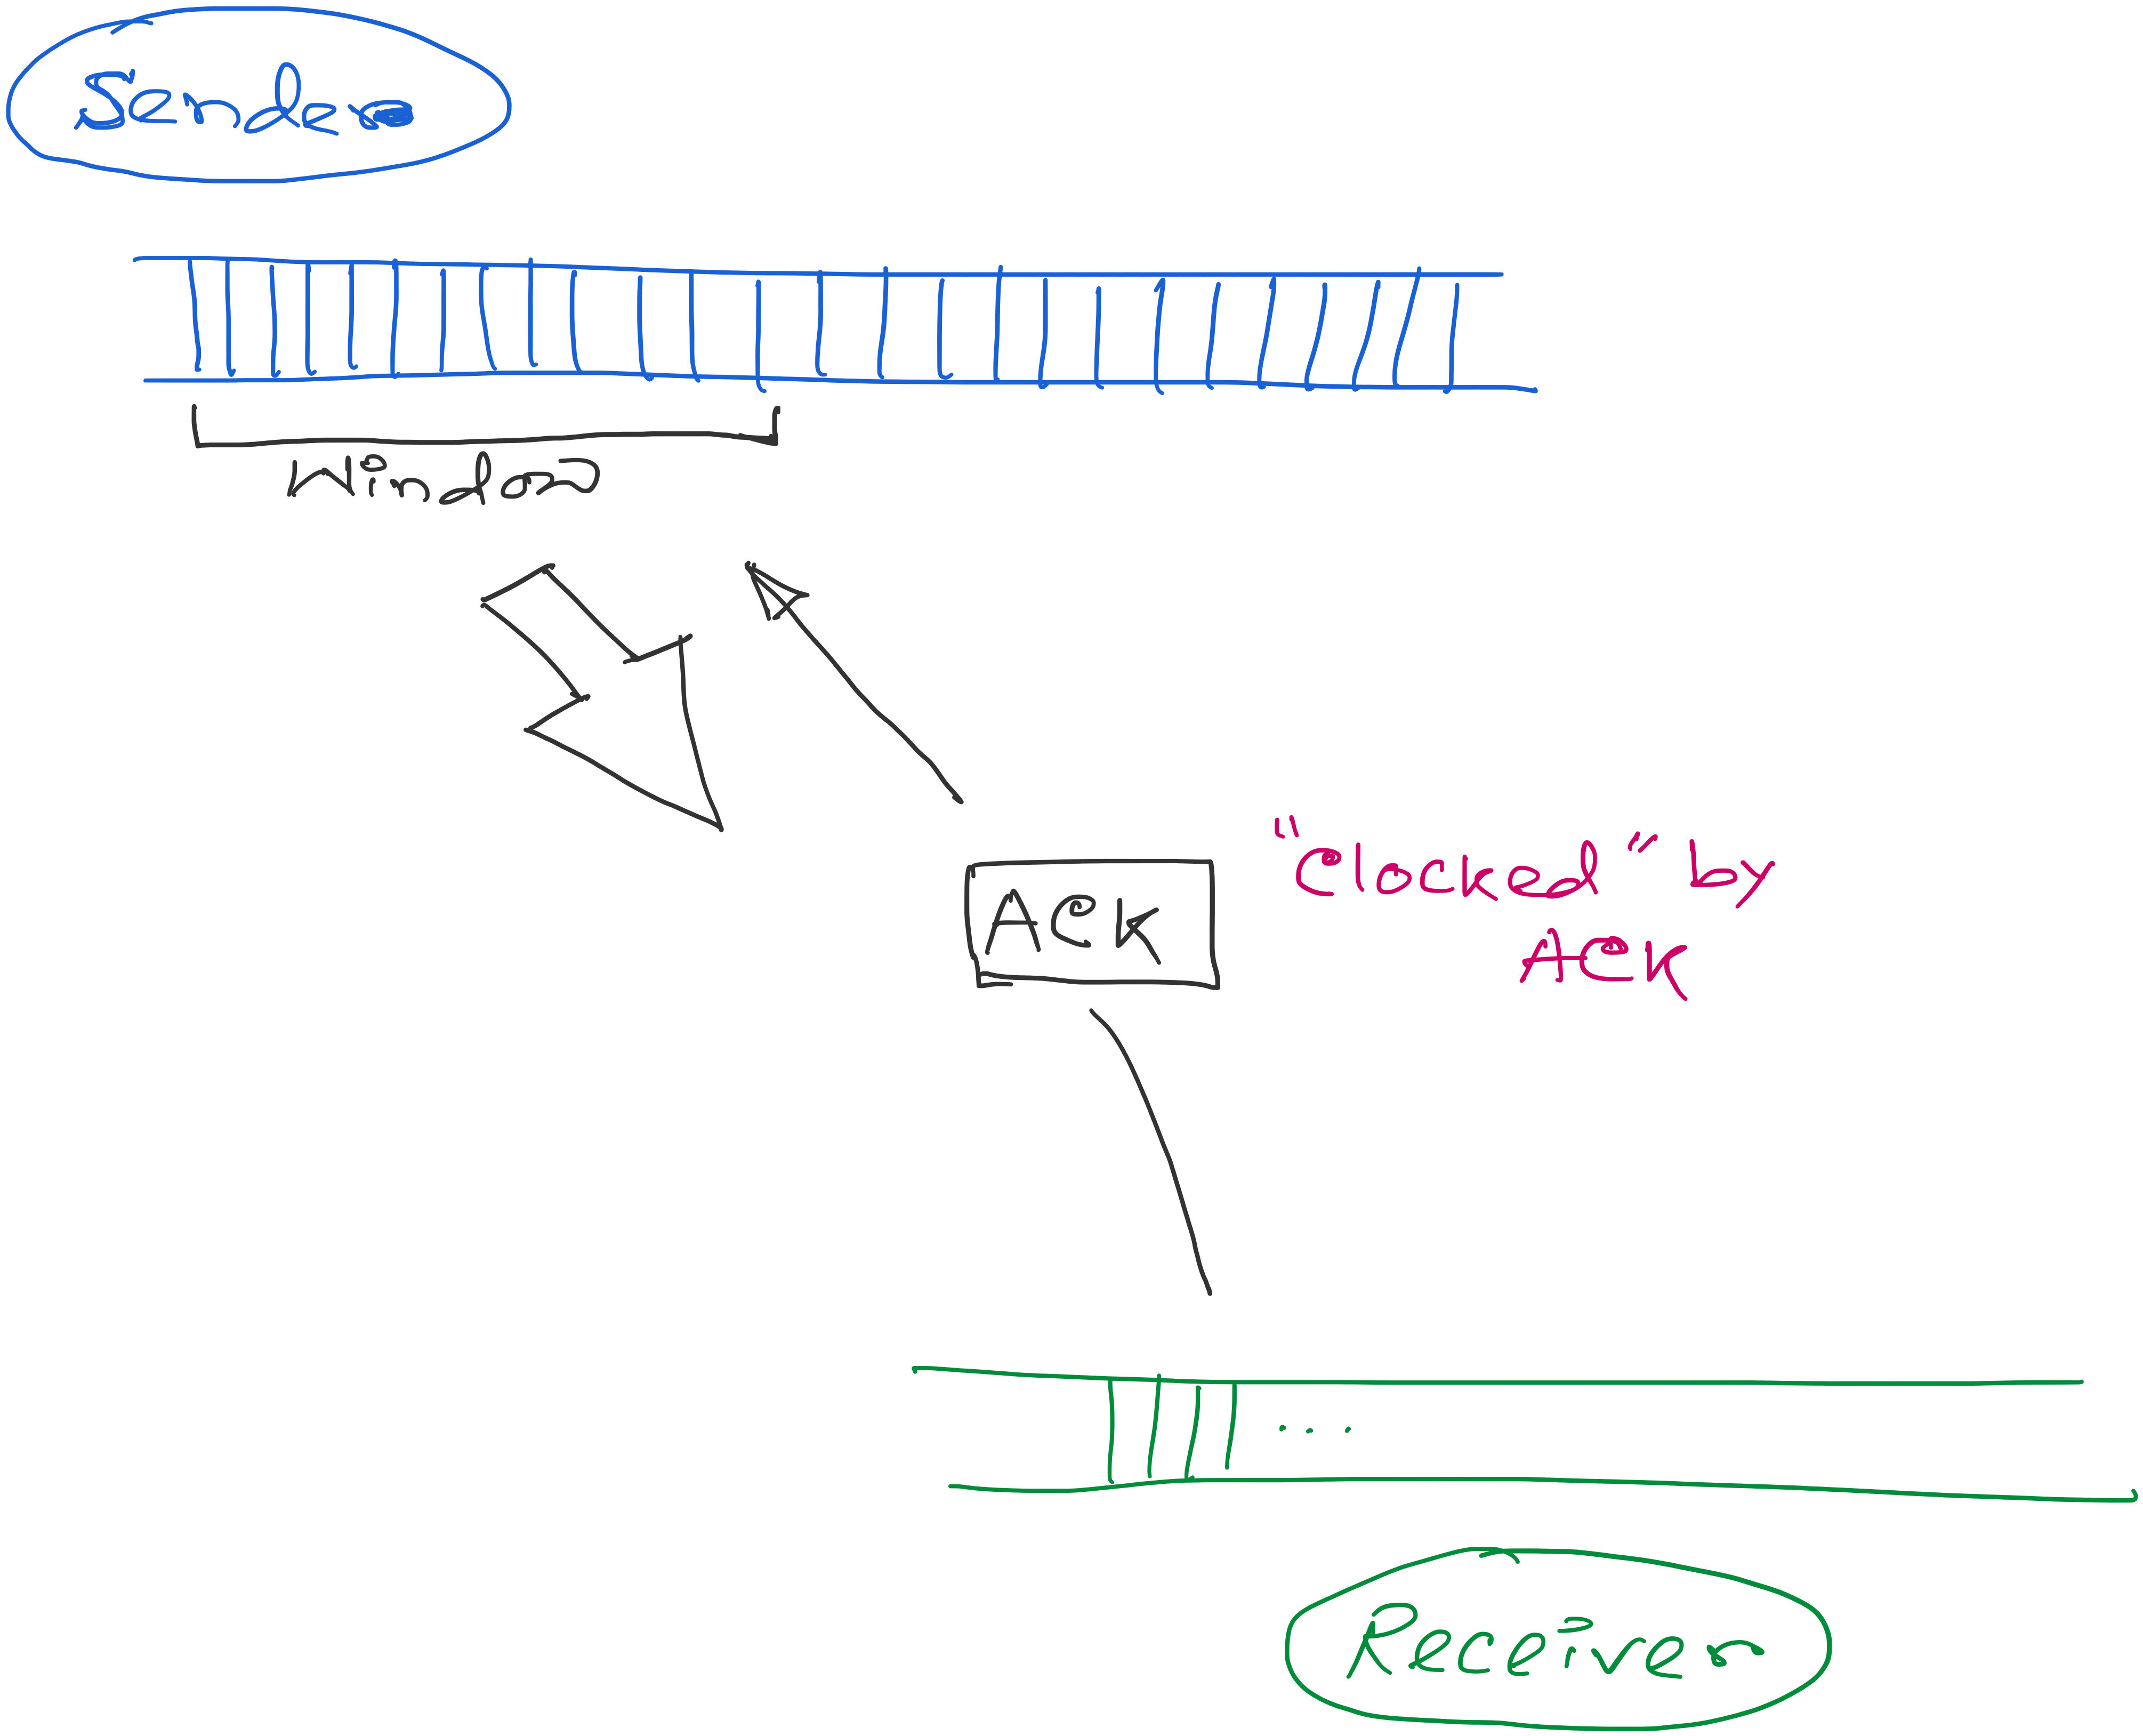 Sender
Window
Ack
"clocked" by
Ack
...
Receiver